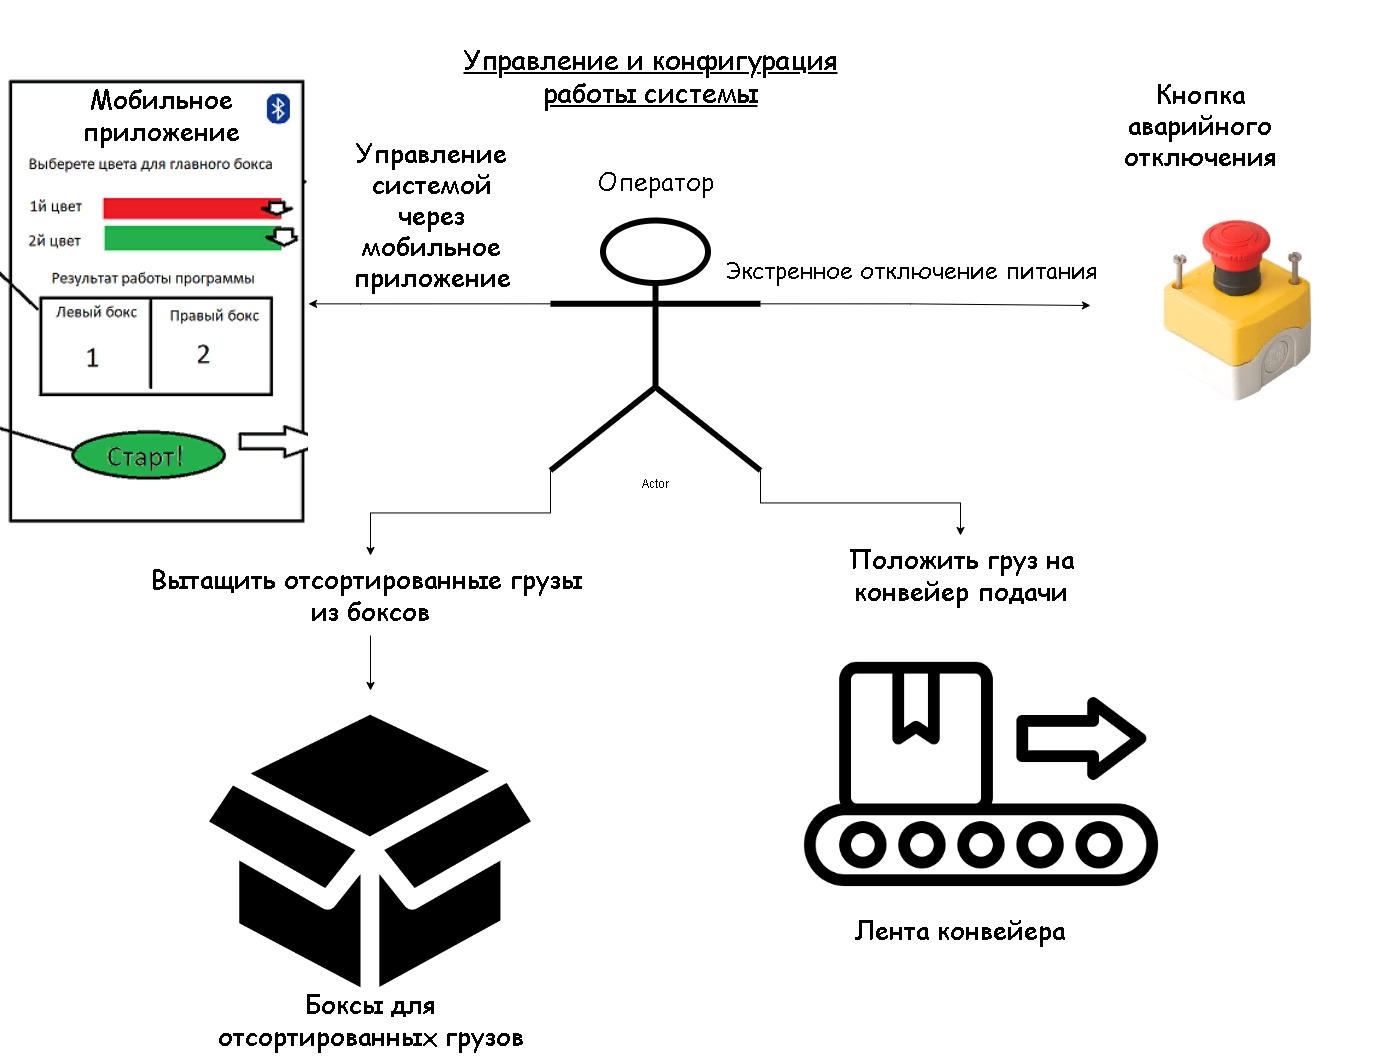 Управление и конфигурация
работы системы
Мобильное
приложение
Выберете цвета для главного бокса
1й цвет
2й цвет
Результат работы программы
Левый бокс
Правый бокс
1
2
Старт!
Управление
системой
через
мобильное
приложение
Оператор
Экстренное отключение питания
Кнопка
аварийного
отключения
Actor
Вытащить отсортированные грузы
из боксов
Положить груз на
конвейер подачи
Лента конвейера
Боксы для
отсортированных грузов